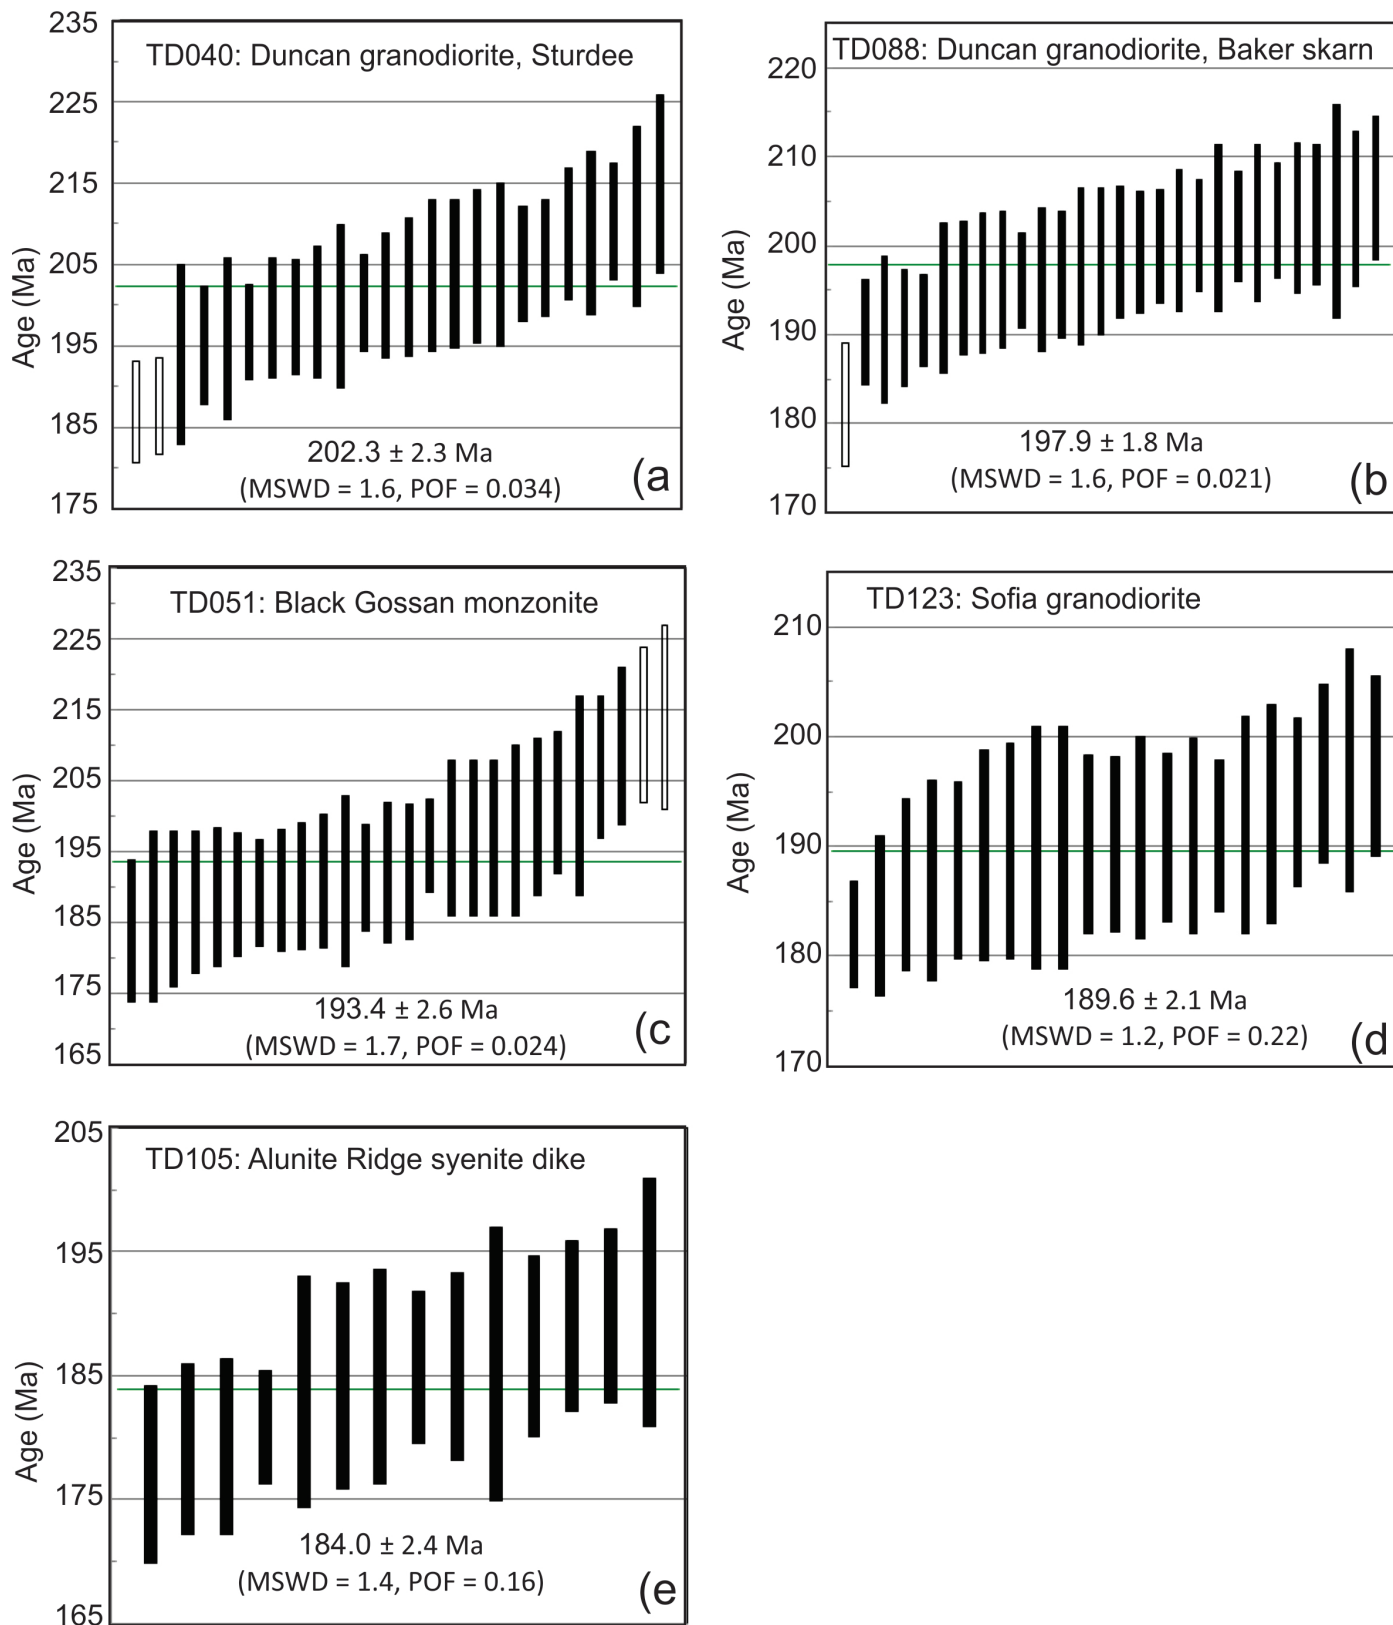 TD040: Duncan granodiorite, Sturdee
235
225
215
205
195
185
175
Age (Ma)
202.3 ± 2.3 Ma
(MSWD = 1.6, POF = 0.034)
(a
TD088: Duncan granodiorite, Baker skarn
220
210
200
190
180
170
Age (Ma)
197.9 ± 1.8 Ma
(MSWD = 1.6, POF = 0.021)
(b
TD051: Black Gossan monzonite
235
225
215
205
195
185
175
165
Age (Ma)
193.4 ± 2.6 Ma
(MSWD = 1.7, POF = 0.024)
(c
TD123: Sofia granodiorite
210
200
190
180
170
Age (Ma)
189.6 ± 2.1 Ma
(MSWD = 1.2, POF = 0.22)
(d
TD105: Alunite Ridge syenite dike
205
195
185
175
165
Age (Ma)
184.0 ± 2.4 Ma
(MSWD = 1.4, POF = 0.16)
(e